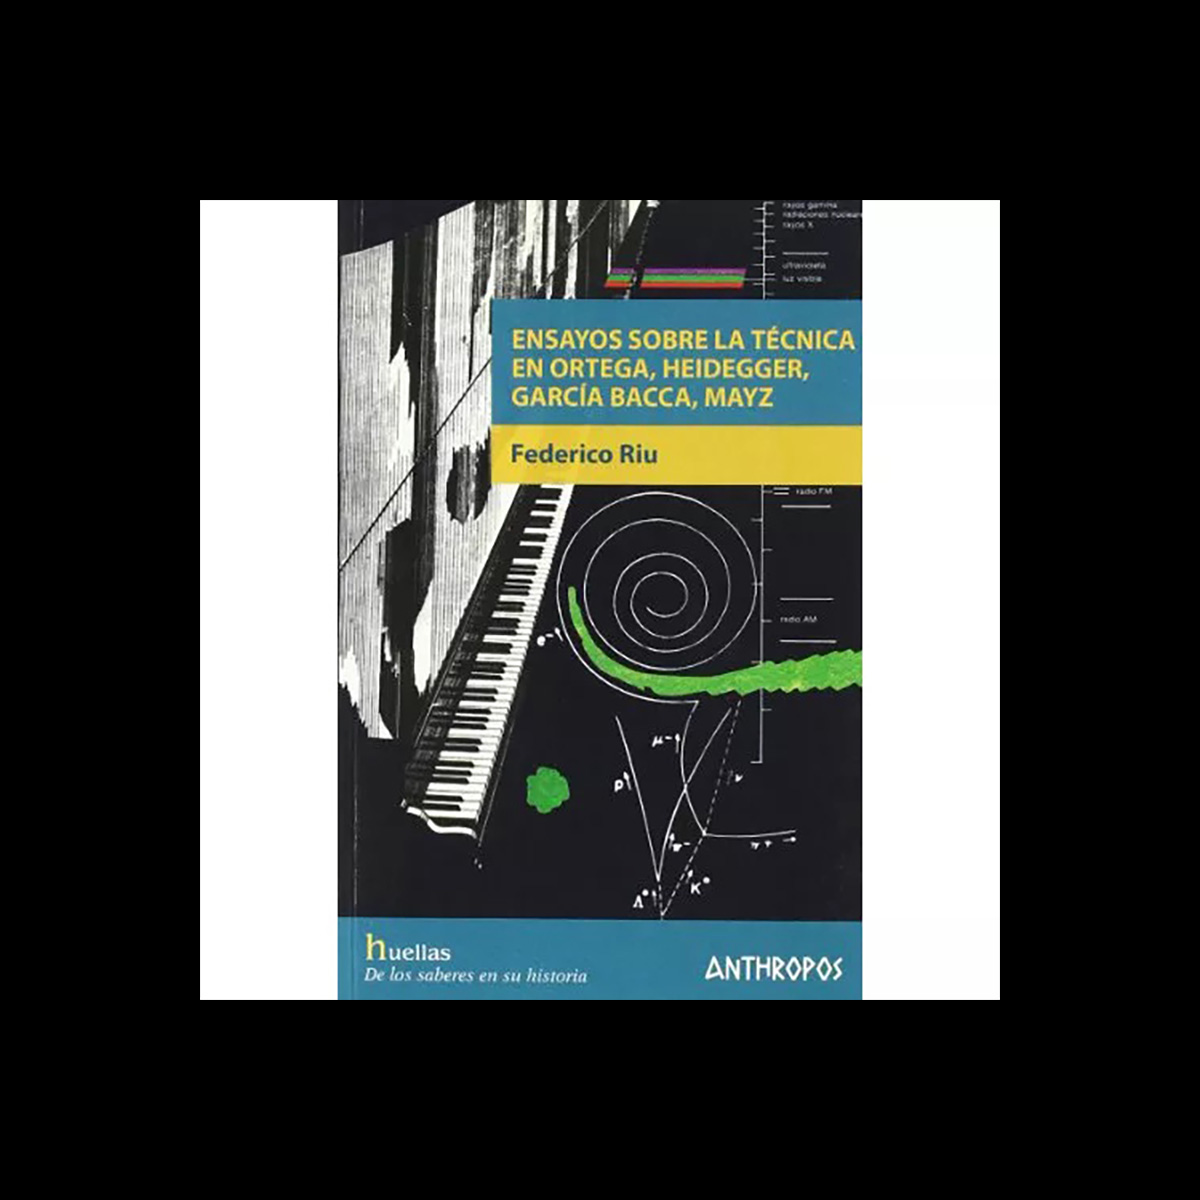 rayos gamma
radiaciones nuclear
rayos X
ultravioleta
luz visible
ENSAYOS SOBRE LA TÉCNICA
EN ORTEGA, HEIDEGGER,
GARCÍA BACCA, MAYZ
Federico Riu
radio FM
radio AM
e-
μ-
p
ν
π-
π+
Λ°
K°
huellas
De los saberes en su historia
ANTHROPOS